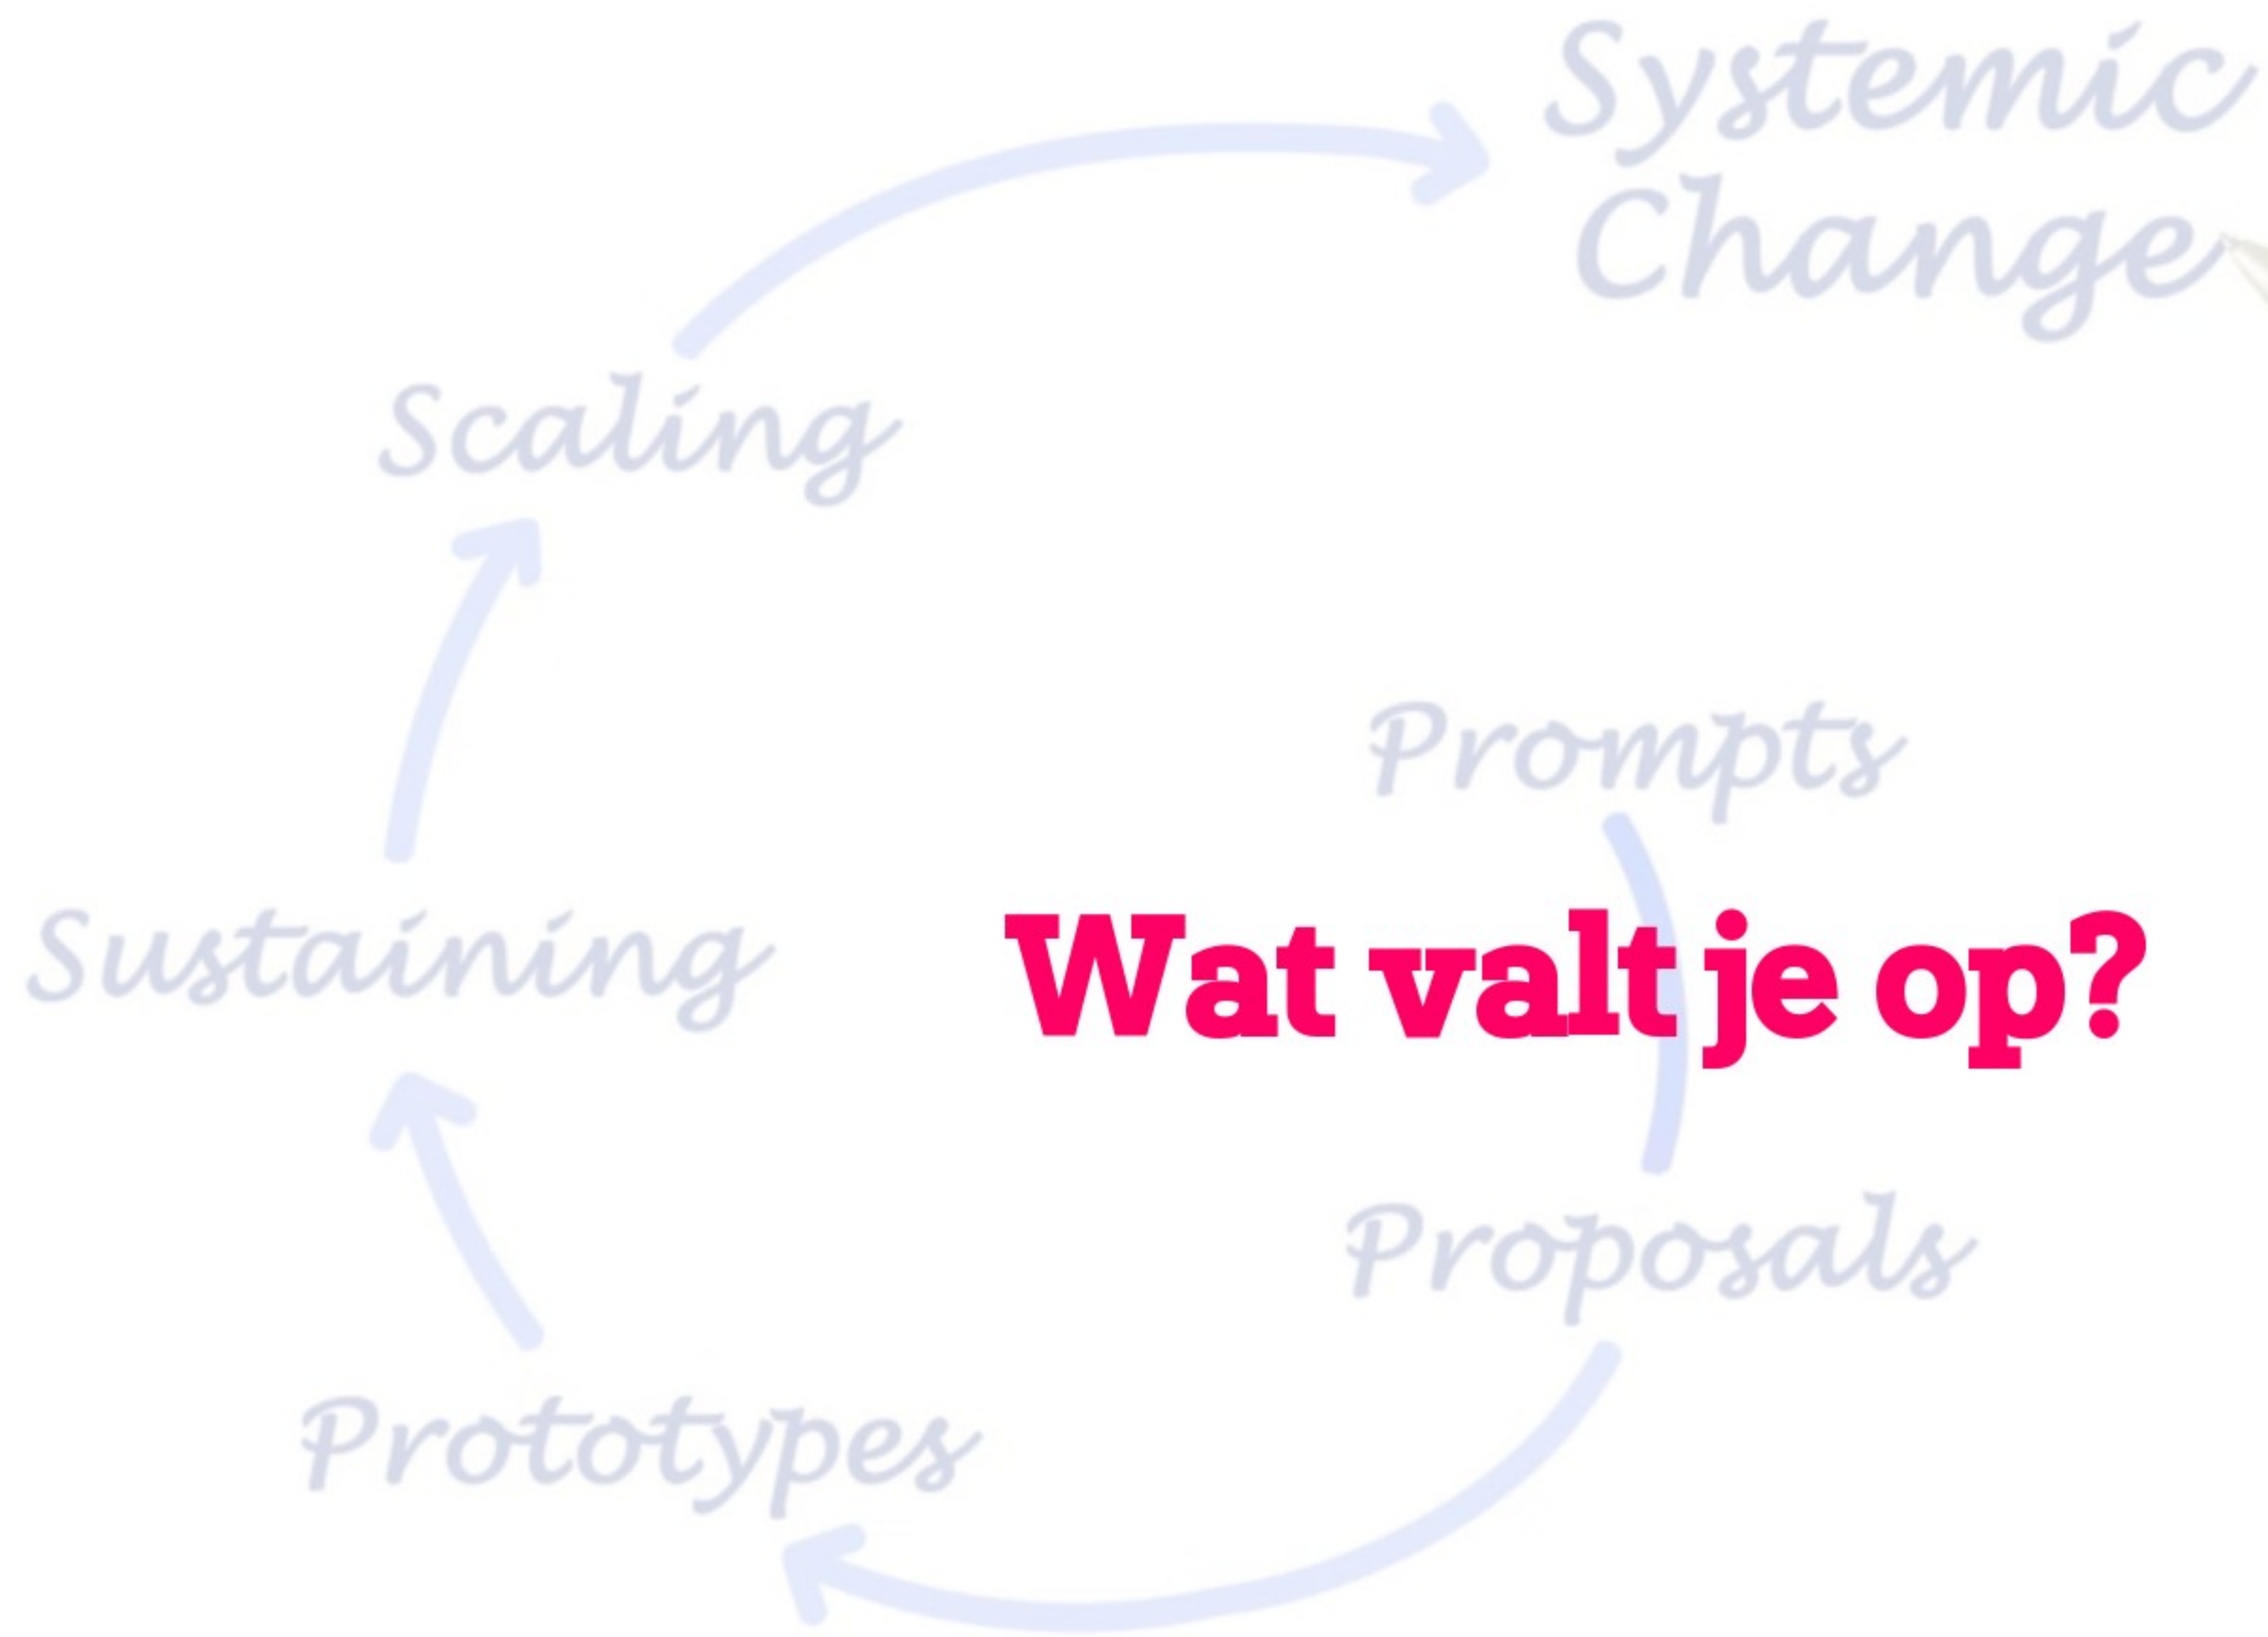 Systemic
Change
Scaling
Prompts
Sustaining
Wat valt je op?
Proposals
Prototypes